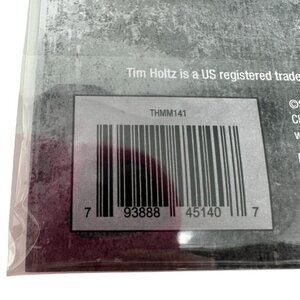 Tim Holtz is a US registered trade
THMM141
7 93888 45140 7